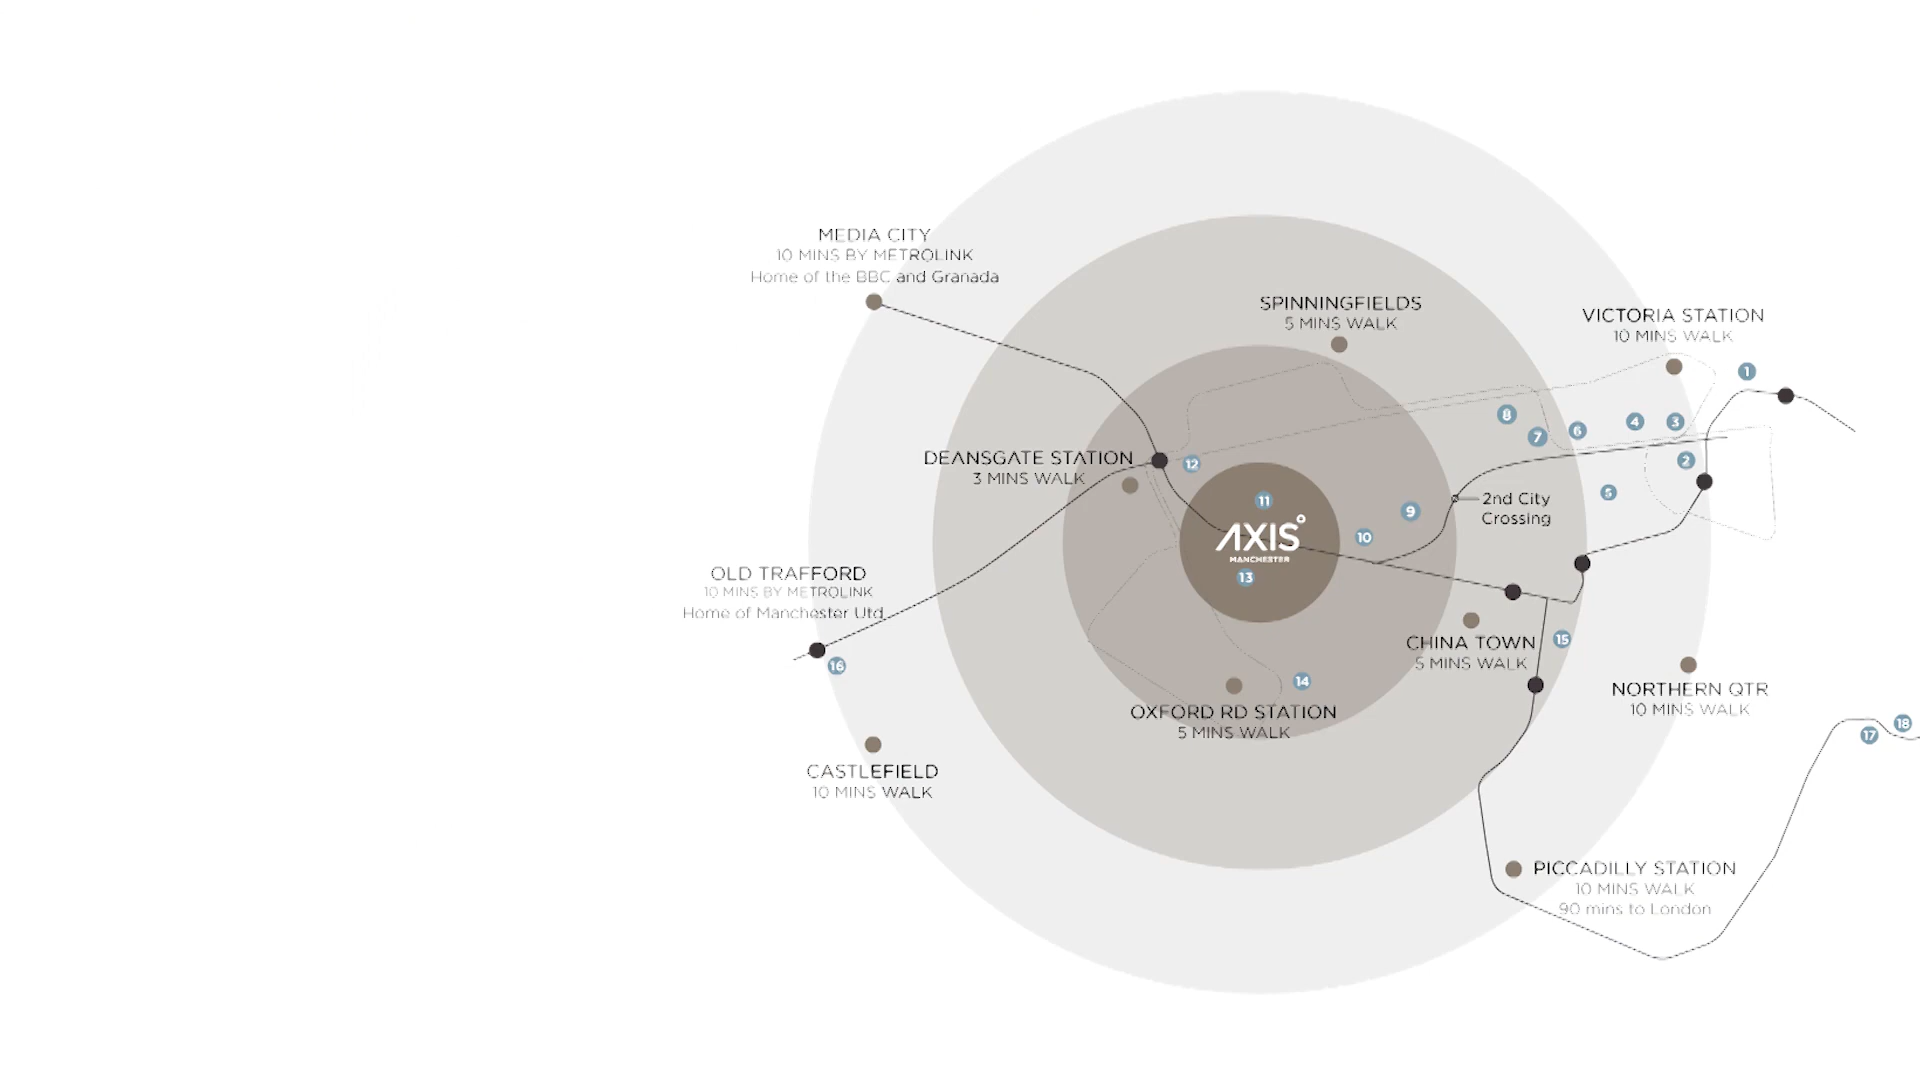 MEDIA CITY
10 MINS BY METROLINK
Home of the BBC and Granada
SPINNINGFIELDS
5 MINS WALK
VICTORIA STATION
10 MINS WALK
1
8
7
6
4
3
2
5
DEANSGATE STATION
3 MINS WALK
12
11
9
10
2nd City
Crossing
AXIS
MANCHESTER
13
OLD TRAFFORD
10 MINS BY METROLINK
Home of Manchester Utd
16
CHINA TOWN
5 MINS WALK
15
14
OXFORD RD STATION
5 MINS WALK
NORTHERN QTR
10 MINS WALK
17
18
CASTLEFIELD
10 MINS WALK
PICCADILLY STATION
10 MINS WALK
90 mins to London